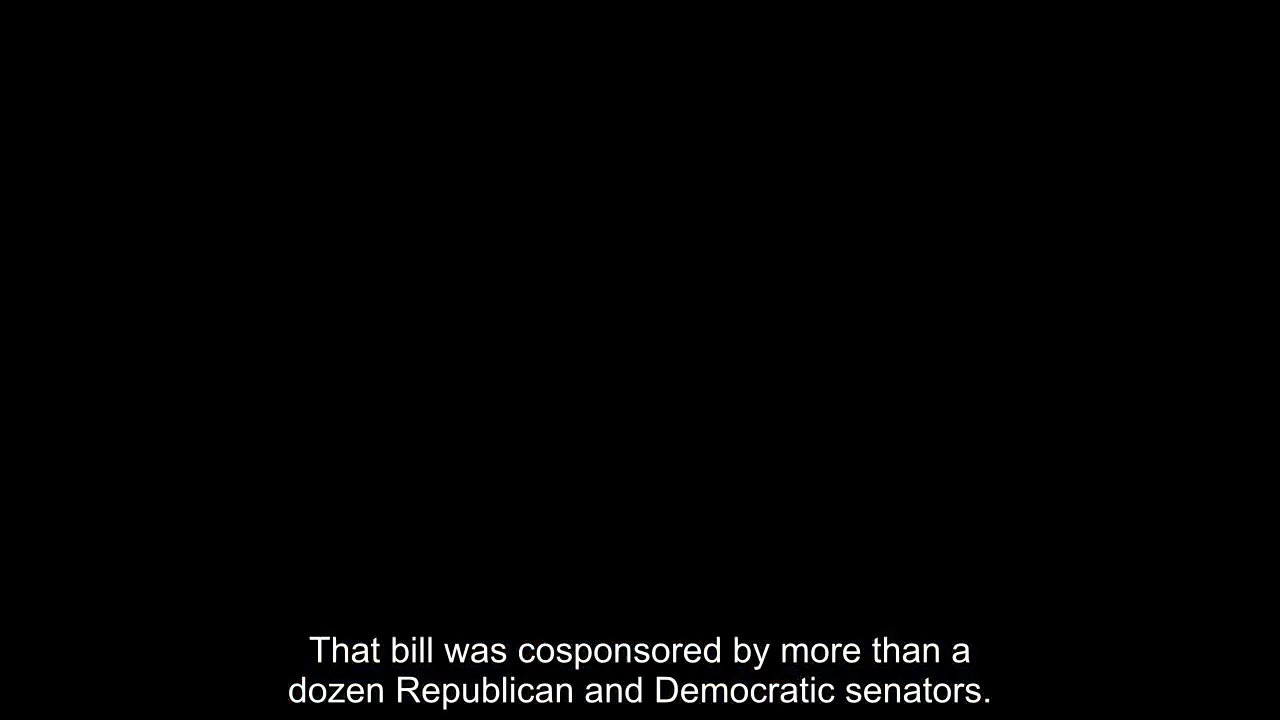 That bill was cosponsored by more than a
dozen Republican and Democratic senators.